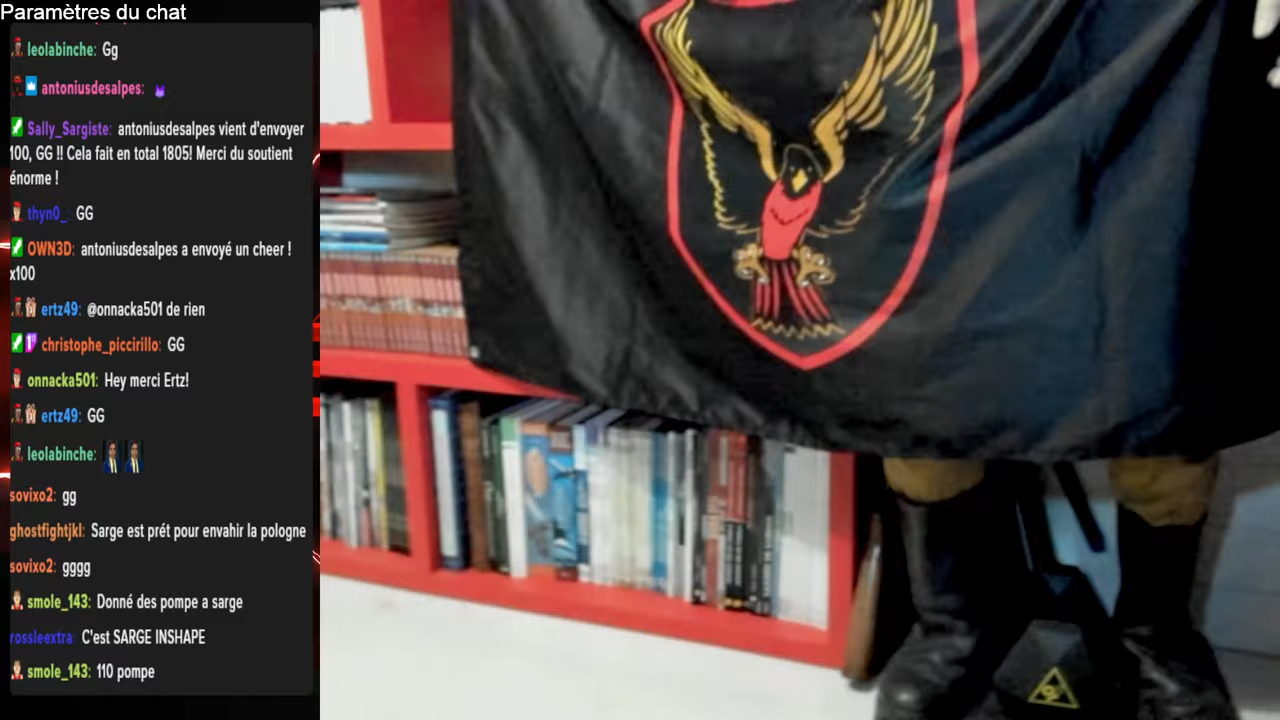 Paramètres du chat
leolabinche: Gg
antoniusdesalpes:
Sally_Sargiste: antoniusdesalpes vient d'envoyer
100, GG !! Cela fait en total 1805! Merci du soutient
énorme !
thyn0_: GG
OWN3D: antoniusdesalpes a envoyé un cheer !
x100
ertz49: @onnacka501 de rien
christophe_piccirillo: GG
onnacka501: Hey merci Ertz!
ertz49: GG
leolabinche:
sovixo2: gg
ghostfightjkl: Sarge est prét pour envahir la pologne
sovixo2: gggg
smole_143: Donné des pompe a sarge
rossleextra: C'est SARGE INSHAPE
smole_143: 110 pompe